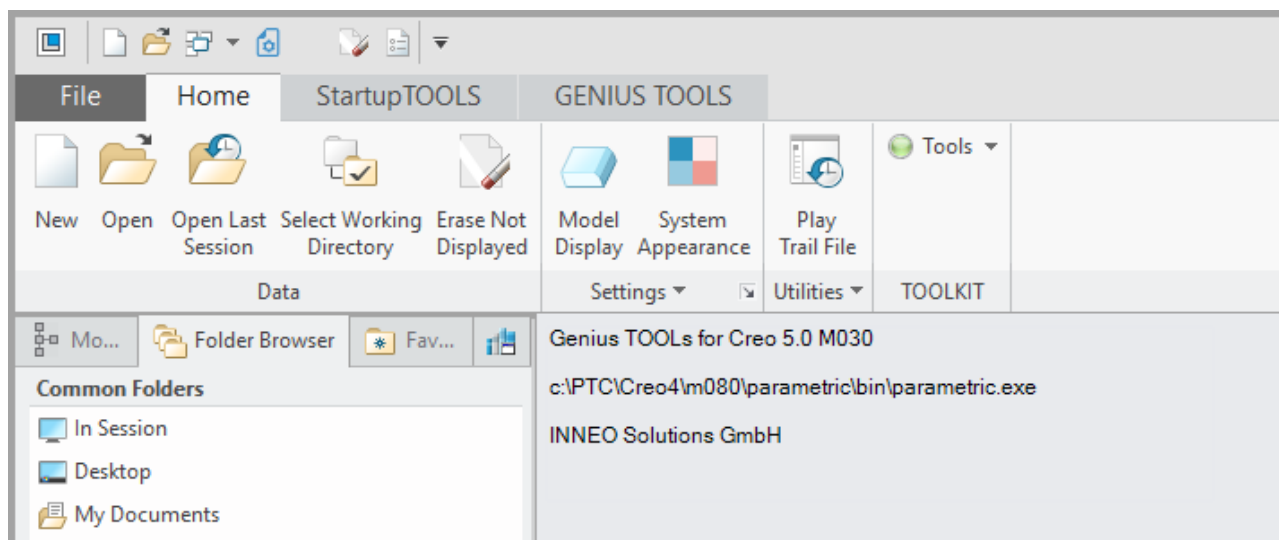 File Home StartupTOOLS GENIUS TOOLS
Tools
New Open Open Last Session Select Working Directory Erase Not Displayed Model Display System Appearance Play Trail File
Data Settings Utilities TOOLKIT
Mo... Folder Browser Fav...
Common Folders
In Session
Desktop
My Documents
Genius TOOLs for Creo 5.0 M030
c:\PTC\Creo4\m080\parametric\bin\parametric.exe
INNEO Solutions GmbH